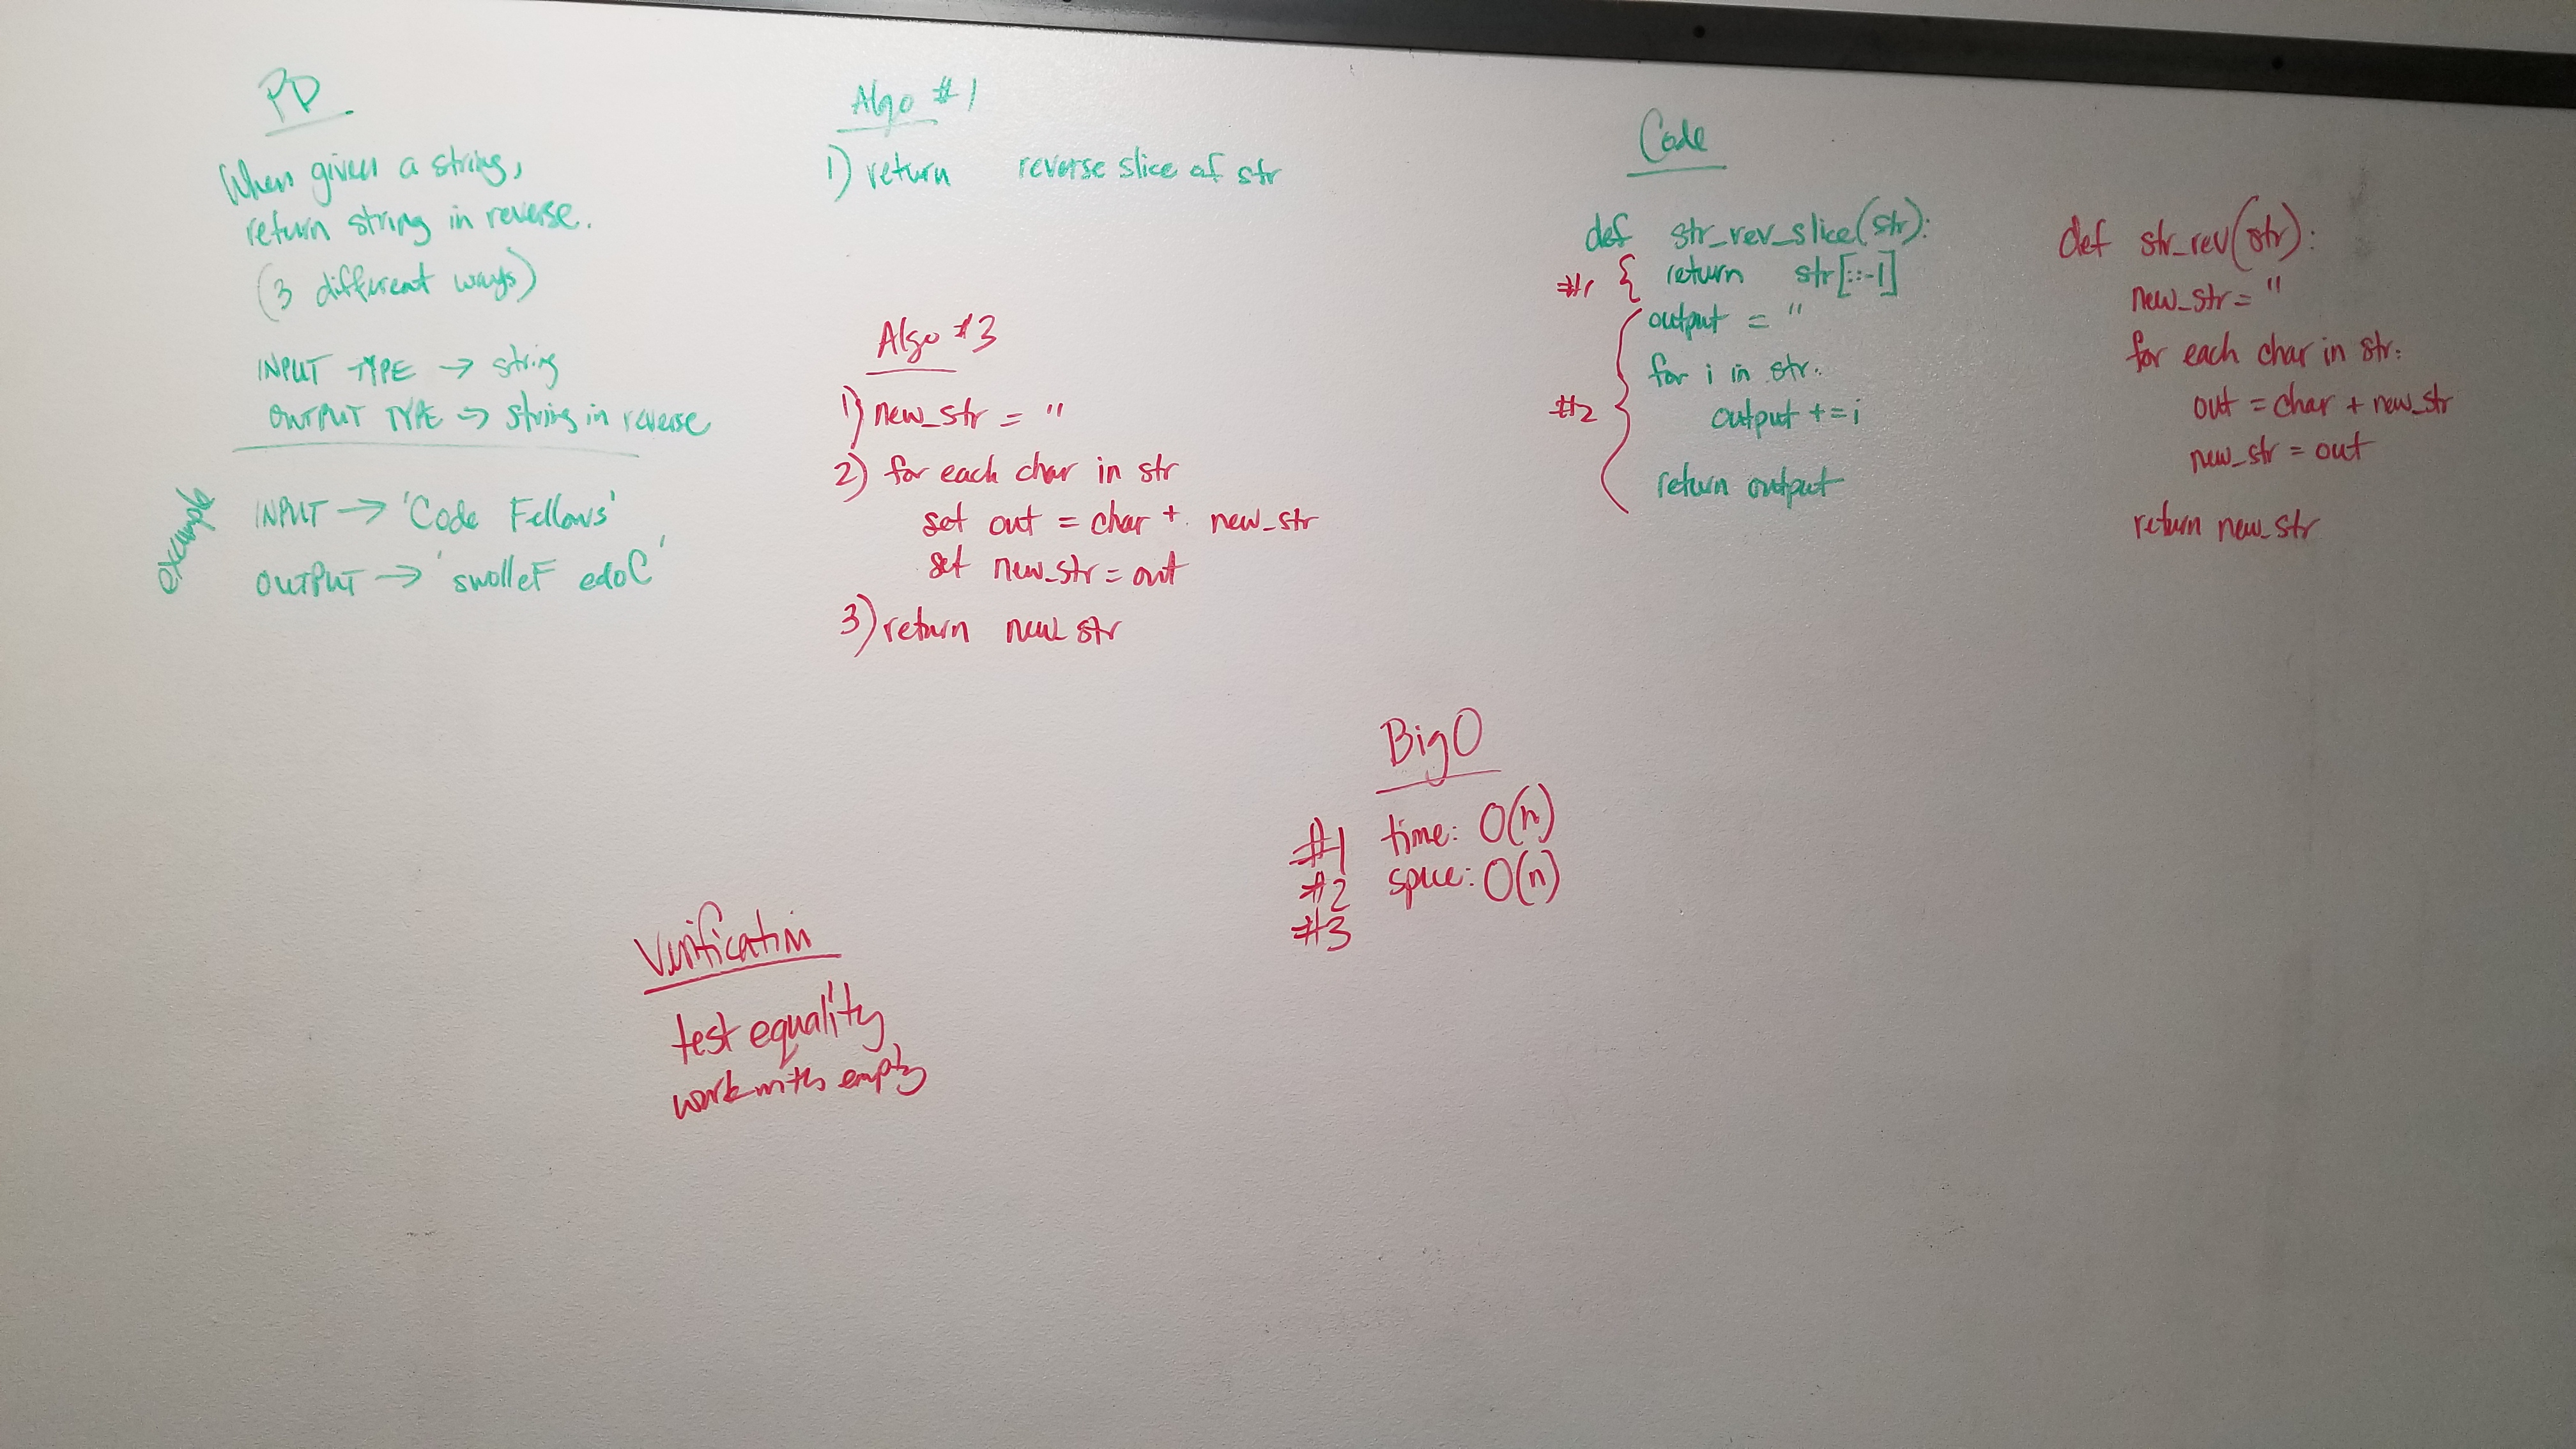 PD
When given a string,
return string in reverse.
(3 different ways)
INPUT TYPE → string
OUTPUT TYPE → string in reverse
example
INPUT → 'Code Fellows'
OUTPUT → 'swolleF edoC'
Algo #1
1) return reverse slice of str
Algo #3
1) new_str = ''
2) for each char in str
set out = char + new_str
set new_str = out
3) return new_str
Code
def str_rev_slice(str):
#1 { return str[::-1]
output = ''
for i in str:
#2 { output += i
return output
def str_rev(str):
new_str = ''
for each char in str:
out = char + new_str
new_str = out
return new_str
Big O
#1 time: O(n)
#2 space: O(n)
#3
Verification
test equality
work with empty